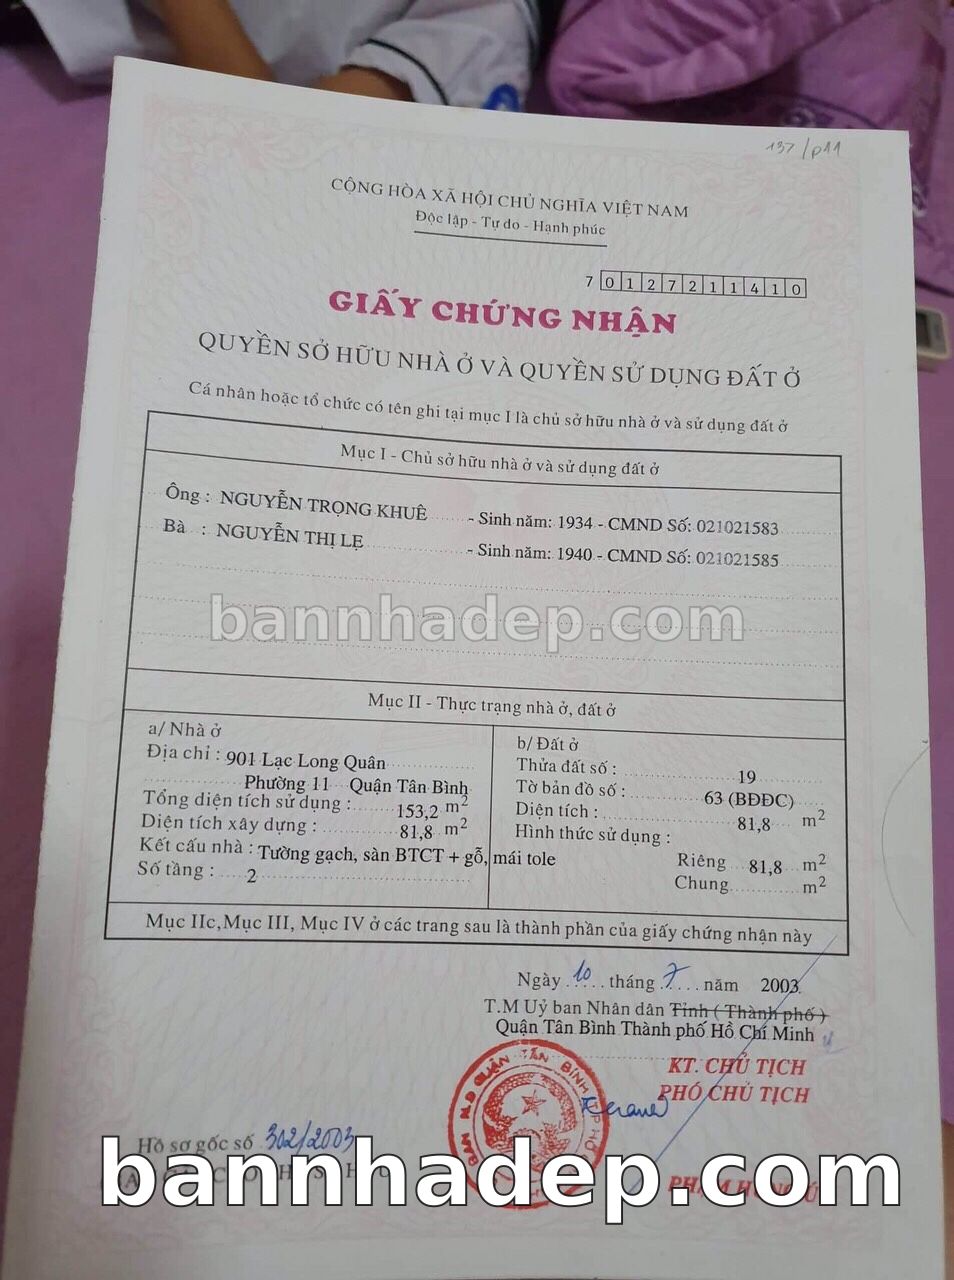 137/p11
CỘNG HÒA XÃ HỘI CHỦ NGHĨA VIỆT NAM
Độc lập - Tự do - Hạnh phúc
7 0 1 2 7 2 1 1 4 1 0
GIẤY CHỨNG NHẬN
QUYỀN SỞ HỮU NHÀ Ở VÀ QUYỀN SỬ DỤNG ĐẤT Ở
Cá nhân hoặc tổ chức có tên ghi tại mục I là chủ sở hữu nhà ở và sử dụng đất ở
Mục I - Chủ sở hữu nhà ở và sử dụng đất ở
Ông : NGUYỄN TRỌNG KHUÊ - Sinh năm: 1934 - CMND Số: 021021583
Bà : NGUYỄN THỊ LẸ - Sinh năm: 1940 - CMND Số: 021021585
bannhadep.com
Mục II - Thực trạng nhà ở, đất ở
a/ Nhà ở
Địa chỉ : 901 Lạc Long Quân
Phường 11 Quận Tân Bình
Tổng diện tích sử dụng : 153,2 m2
Diện tích xây dựng : 81,8 m2
Kết cấu nhà : Tường gạch, sàn BTCT + gỗ, mái tole
Số tầng : 2
b/ Đất ở
Thửa đất số : 19
Tờ bản đồ số : 63 (BĐĐC)
Diện tích : 81,8 m2
Hình thức sử dụng :
Riêng 81,8 m2
Chung m2
Mục IIc, Mục III, Mục IV ở các trang sau là thành phần của giấy chứng nhận này
Ngày 10 tháng 7 năm 2003
T.M Uỷ ban Nhân dân Tỉnh ( Thành phố )
Quận Tân Bình Thành phố Hồ Chí Minh
KT. CHỦ TỊCH
PHÓ CHỦ TỊCH
Hồ sơ gốc số 302/2003
bannhadep.com